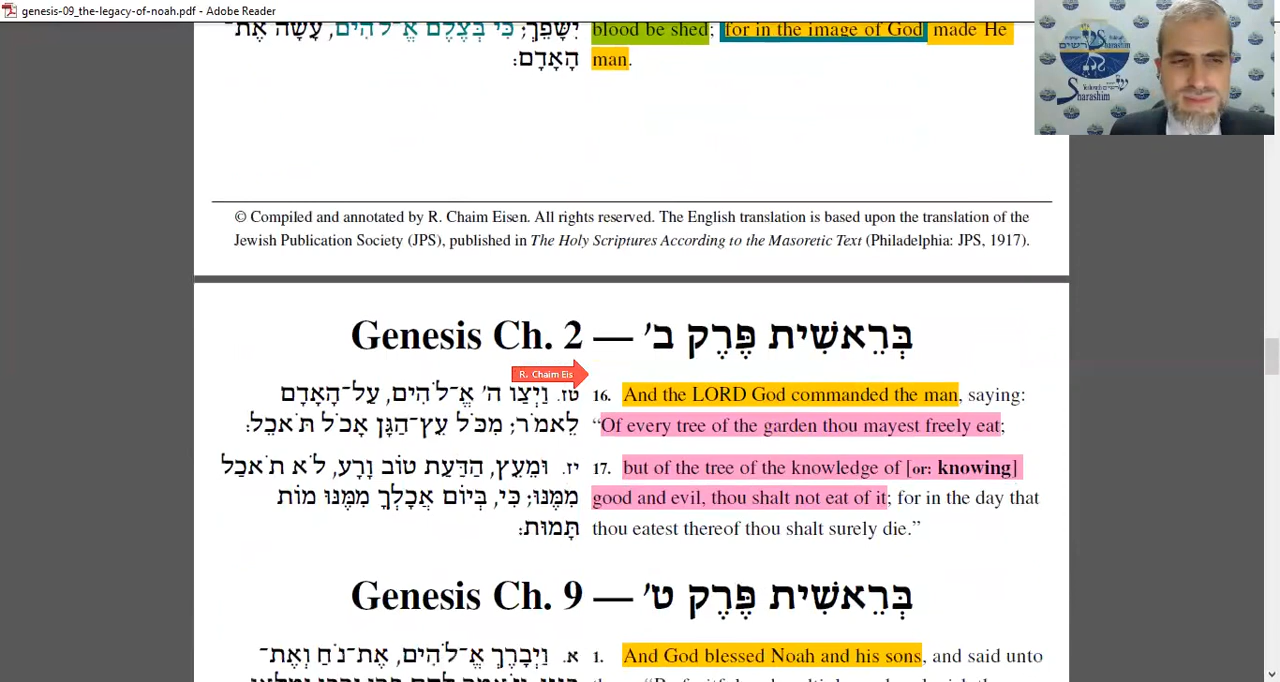 genesis-09_the-legacy-of-noah.pdf - Adobe Reader
יִשָּׁפֵךְ; כִּי בְּצֶלֶם אֱ־לֹהִים, עָשָׂה אֶת־
הָאָדָם:
blood be shed; for in the image of God made He
man.
© Compiled and annotated by R. Chaim Eisen. All rights reserved. The English translation is based upon the translation of the
Jewish Publication Society (JPS), published in The Holy Scriptures According to the Masoretic Text (Philadelphia: JPS, 1917).
Genesis Ch. 2 — בְּרֵאשִׁית פֶּרֶק ב׳
R. Chaim Eis
טז. וַיְצַו ה׳ אֱ־לֹהִים, עַל־הָאָדָם
לֵאמֹר; מִכֹּל עֵץ־הַגָּן אָכֹל תֹּאכֵל:
יז. וּמֵעֵץ, הַדַּעַת טוֹב וָרָע, לֹא תֹאכַל
מִמֶּנּוּ; כִּי, בְּיוֹם אֲכָלְךָ מִמֶּנּוּ מוֹת
תָּמוּת:
16. And the LORD God commanded the man, saying:
“Of every tree of the garden thou mayest freely eat;
17. but of the tree of the knowledge of [or: knowing]
good and evil, thou shalt not eat of it; for in the day that
thou eatest thereof thou shalt surely die.”
Genesis Ch. 9 — בְּרֵאשִׁית פֶּרֶק ט׳
א. וַיְבָרֶךְ אֱ־לֹהִים, אֶת־נֹחַ וְאֶת־
1. And God blessed Noah and his sons, and said unto
Sharashim